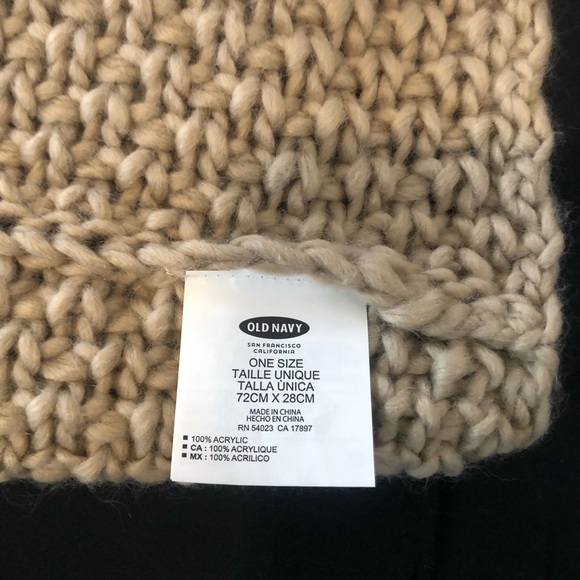 OLD NAVY
SAN FRANCISCO
CALIFORNIA
ONE SIZE
TAILLE UNIQUE
TALLA ÙNICA
72CM X 28CM
MADE IN CHINA
HECHO EN CHINA
RN 54023 CA 17897
■ 100% ACRYLIC
■ CA : 100% ACRYLIQUE
■ MX : 100% ACRILICO